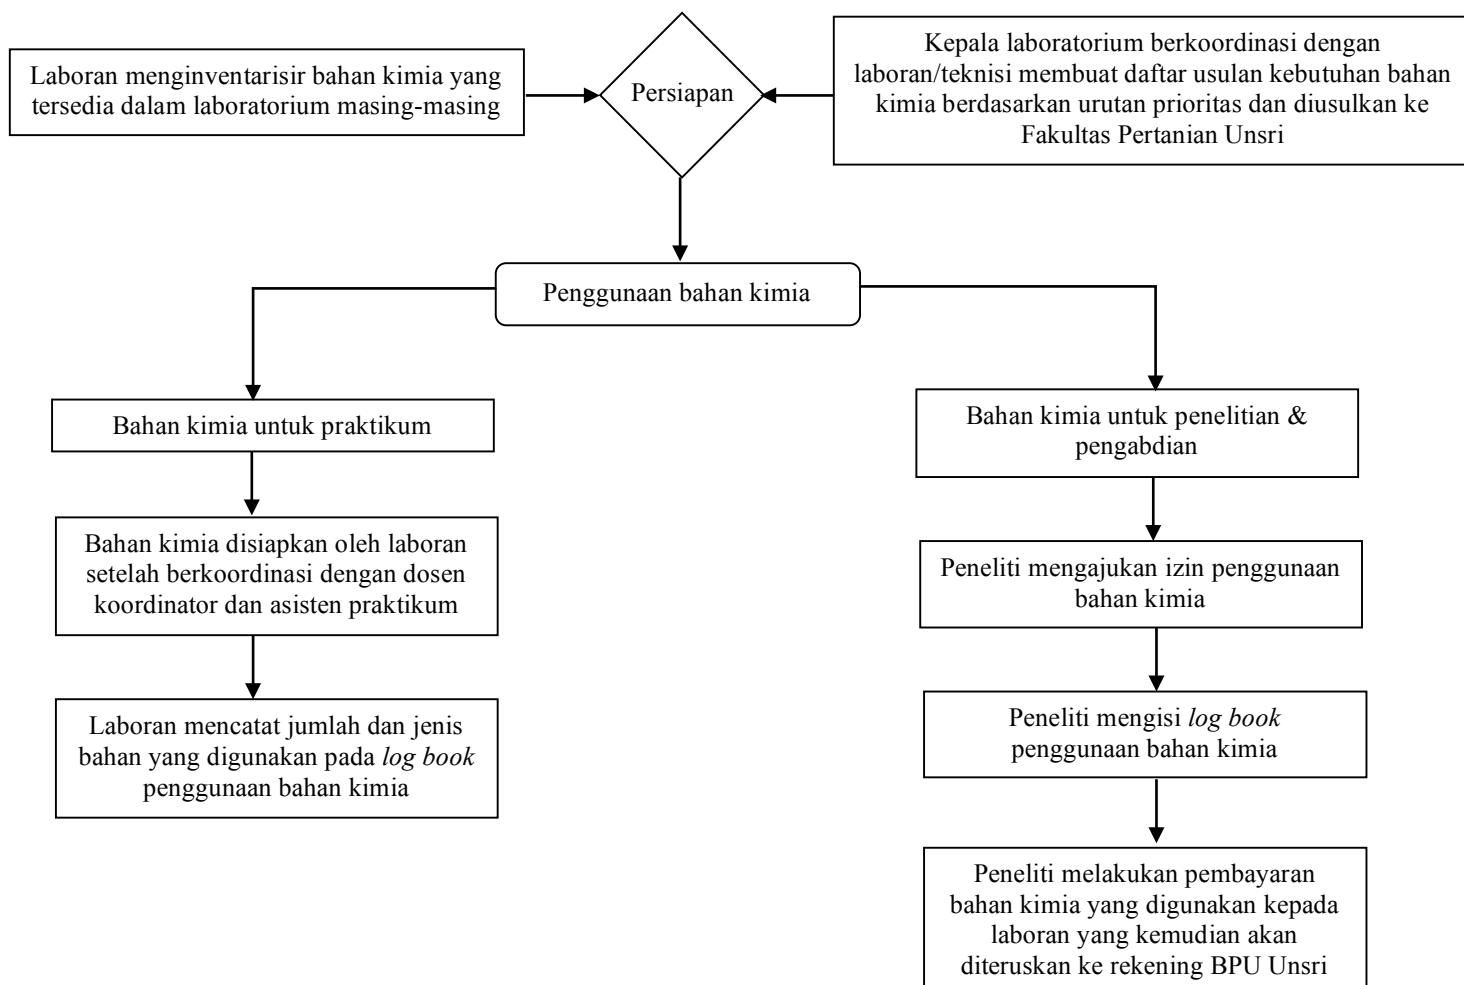 Laboran menginventarisir bahan kimia yang
tersedia dalam laboratorium masing-masing
Persiapan
Kepala laboratorium berkoordinasi dengan
laboran/teknisi membuat daftar usulan kebutuhan bahan
kimia berdasarkan urutan prioritas dan diusulkan ke
Fakultas Pertanian Unsri
Penggunaan bahan kimia
Bahan kimia untuk praktikum
Bahan kimia disiapkan oleh laboran
setelah berkoordinasi dengan dosen
koordinator dan asisten praktikum
Laboran mencatat jumlah dan jenis
bahan yang digunakan pada log book
penggunaan bahan kimia
Bahan kimia untuk penelitian &
pengabdian
Peneliti mengajukan izin penggunaan
bahan kimia
Peneliti mengisi log book
penggunaan bahan kimia
Peneliti melakukan pembayaran
bahan kimia yang digunakan kepada
laboran yang kemudian akan
diteruskan ke rekening BPU Unsri